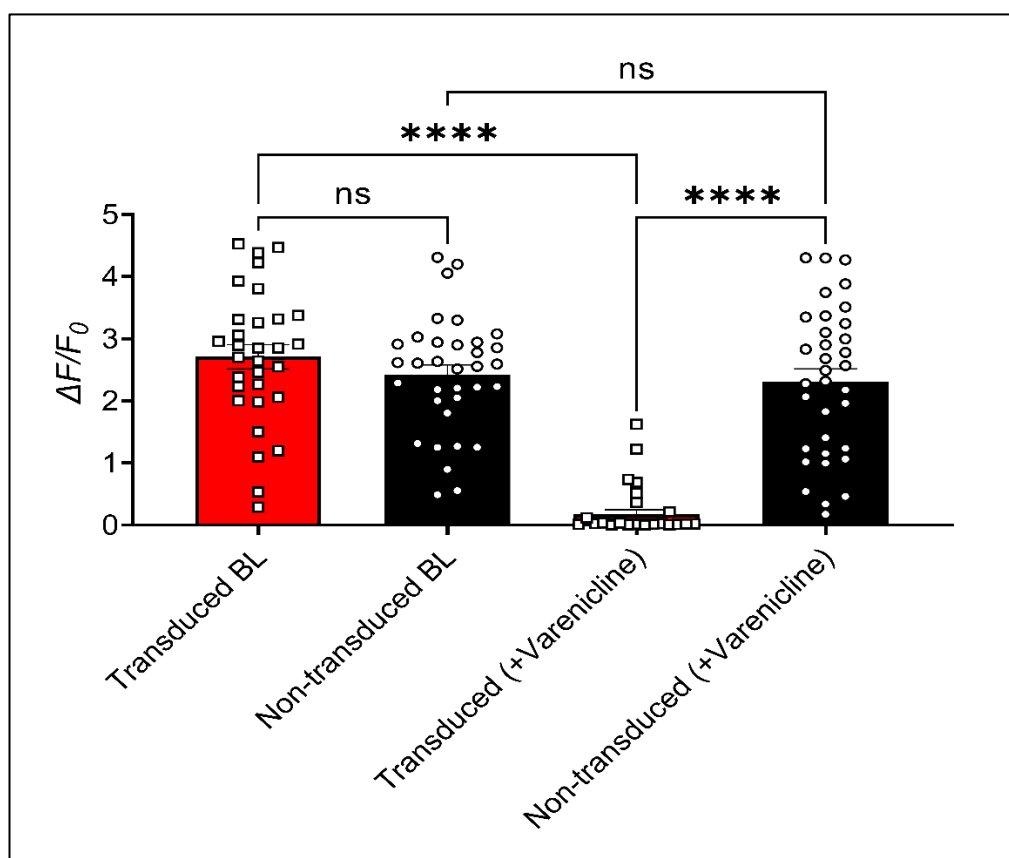 ns
****
ns
****
ΔF/F0
5
4
3
2
1
0
Transduced BL
Non-transduced BL
Transduced (+Varenicline)
Non-transduced (+Varenicline)